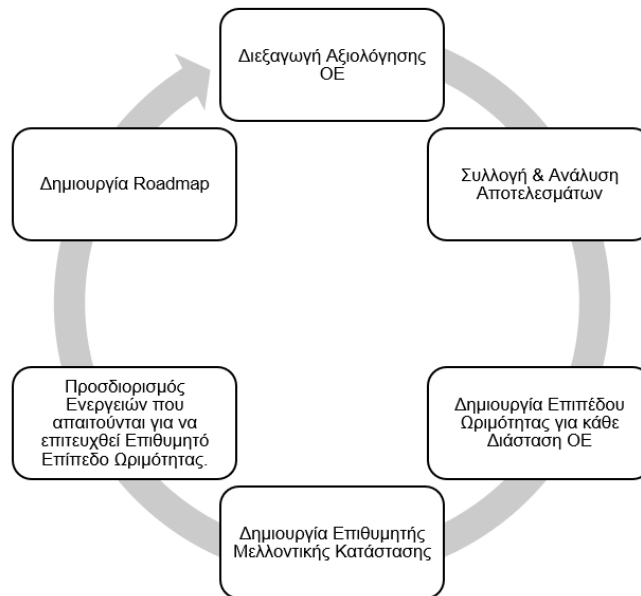 Διεξαγωγή Αξιολόγησης
ΟΕ
Συλλογή & Ανάλυση
Αποτελεσμάτων
Δημιουργία Επιπέδου
Ωριμότητας για κάθε
Διάσταση ΟΕ
Δημιουργία Επιθυμητής
Μελλοντικής Κατάστασης
Προσδιορισμός
Ενεργειών που
απαιτούνται για να
επιτευχθεί Επιθυμητό
Επίπεδο Ωριμότητας.
Δημιουργία Roadmap